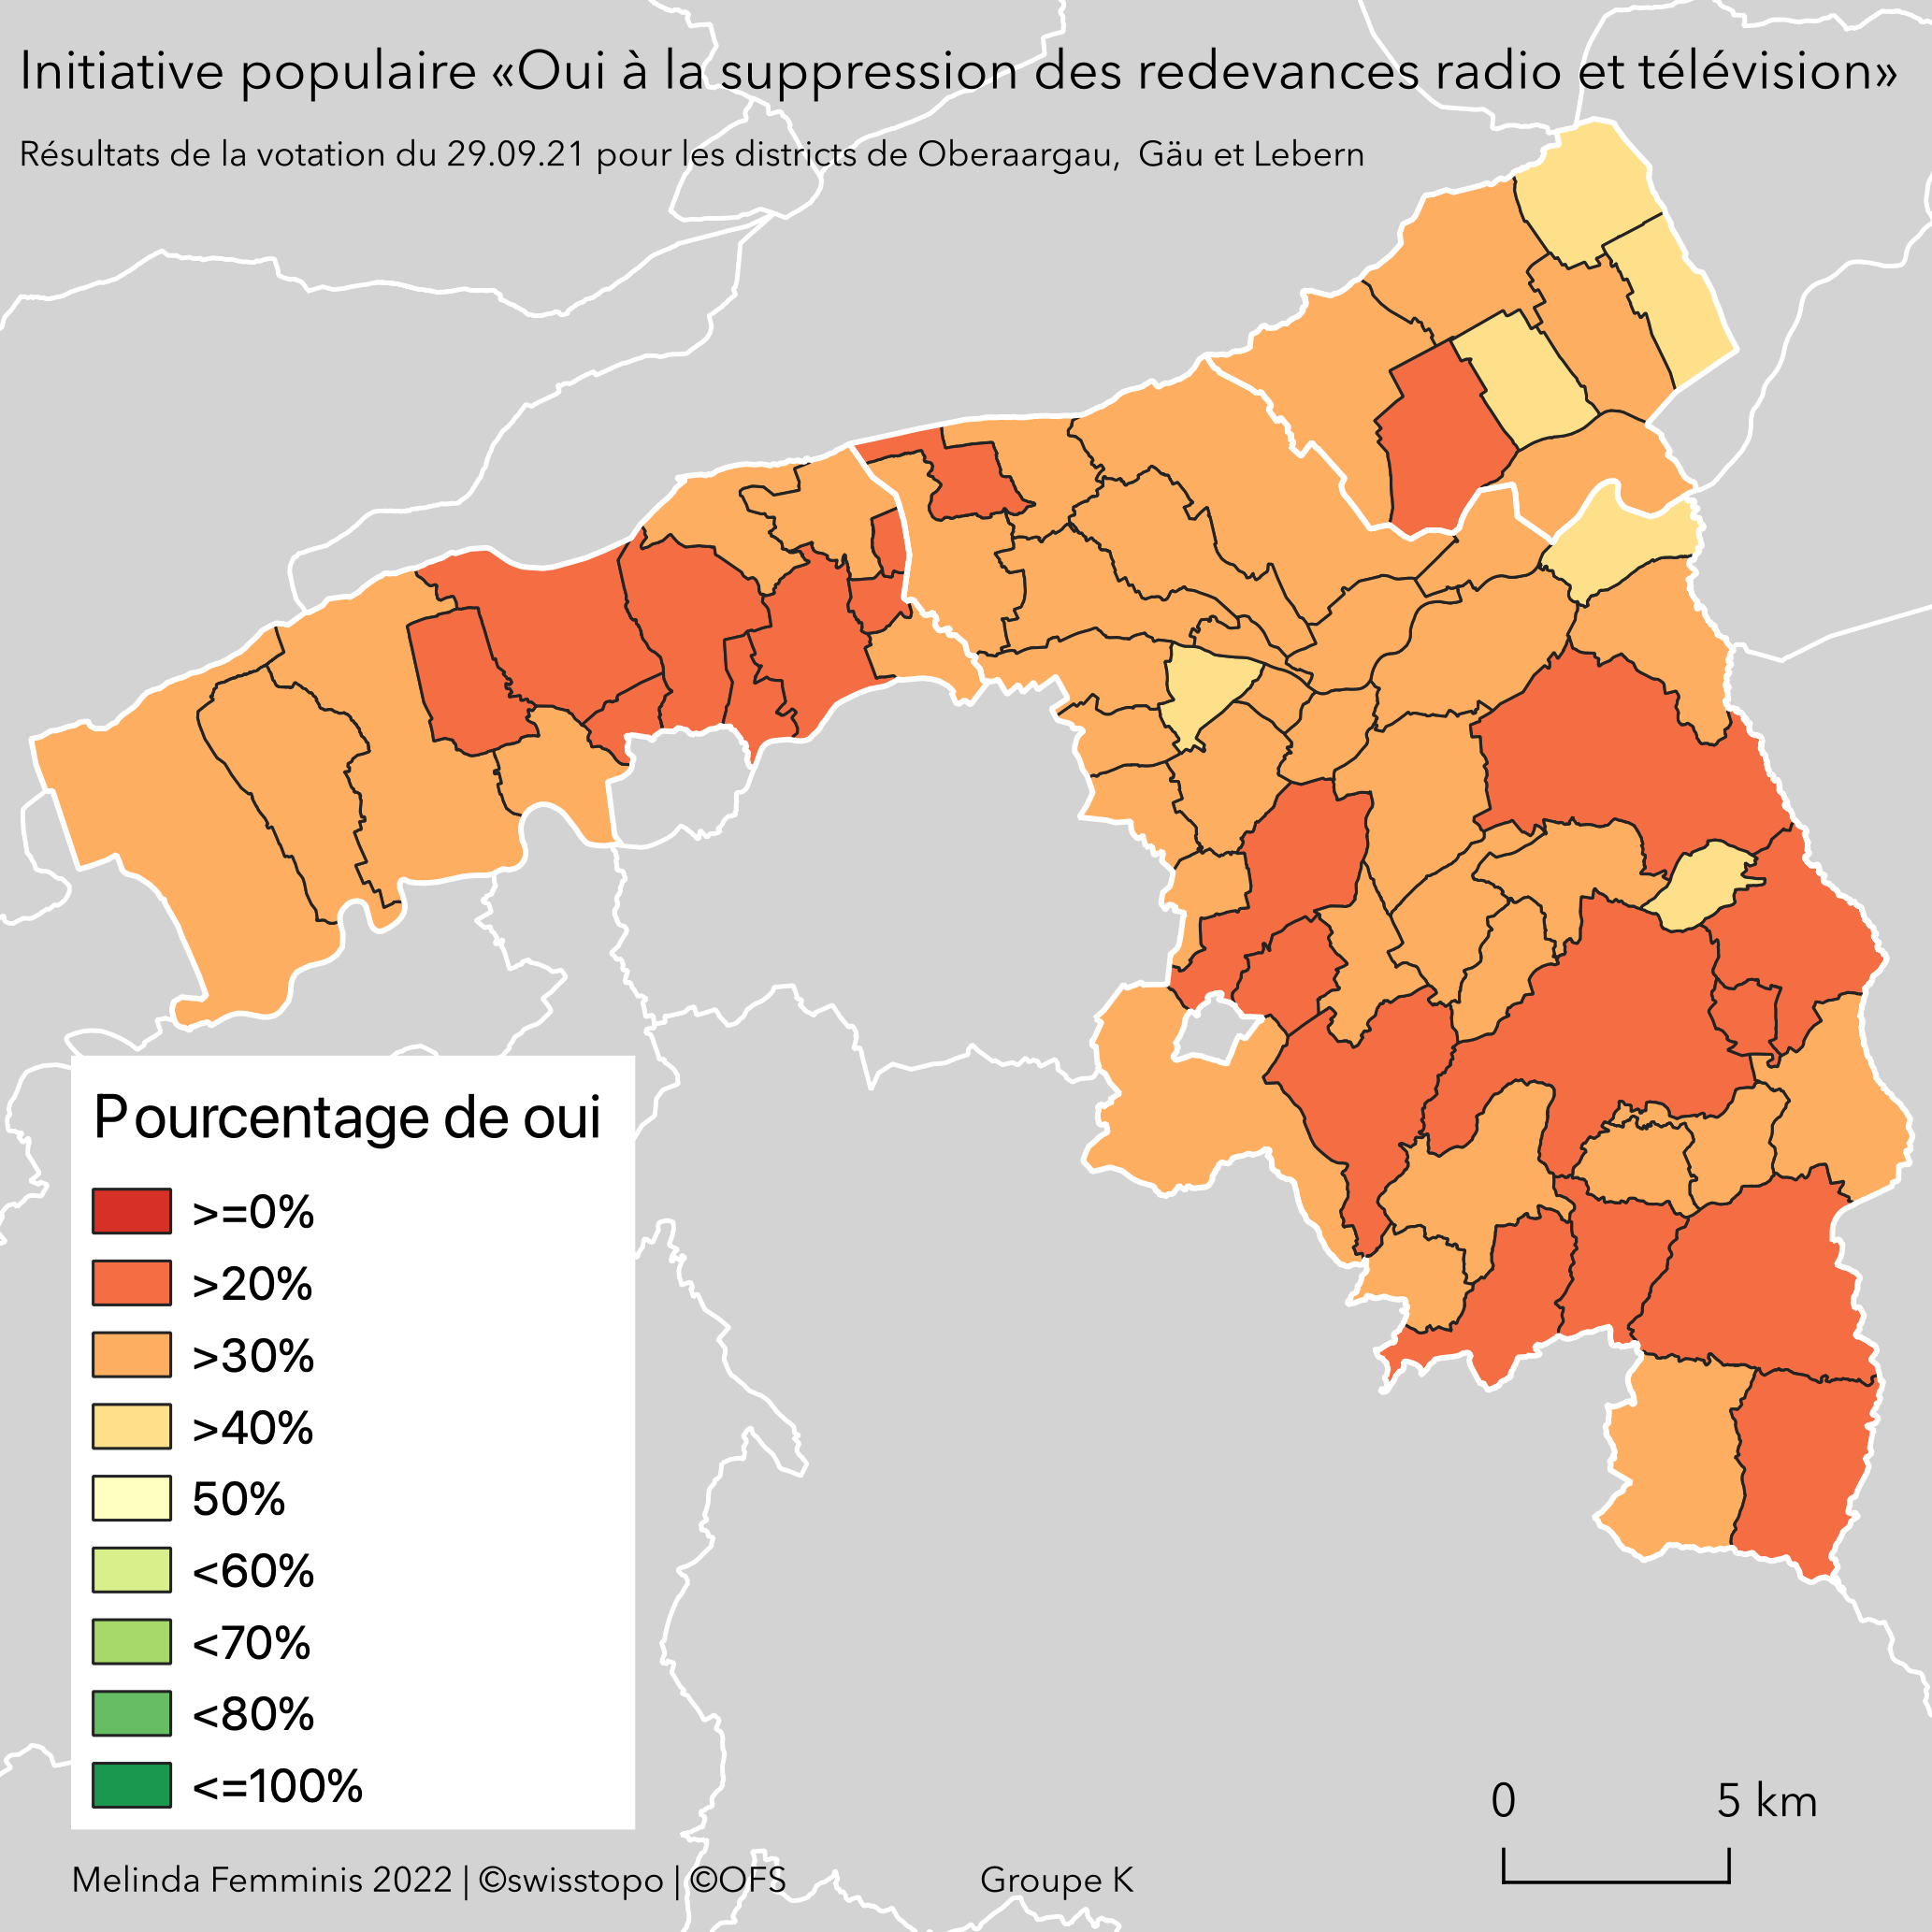 Initiative populaire «Oui à la suppression des redevances radio et télévision»
Résultats de la votation du 29.09.21 pour les districts de Oberaargau, Gäu et Lebern
Pourcentage de oui
>=0%
>20%
>30%
>40%
50%
<60%
<70%
<80%
<=100%
0 5 km
Melinda Femminis 2022 | ©swisstopo | ©OFS Groupe K